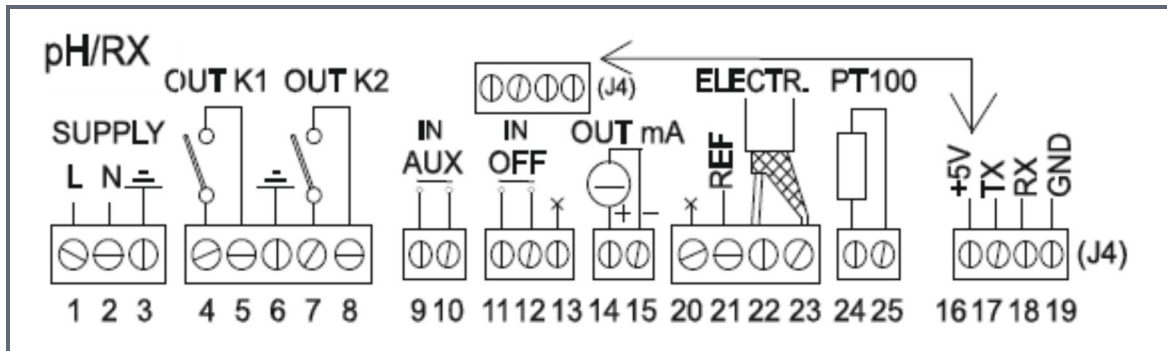 pH/RX
OUT K1 OUT K2
(J4)
ELECTR. PT100
SUPPLY
L N
IN AUX
IN OFF
OUT mA
REF
+5V
TX
RX
GND
× + − ×
(J4)
1 2 3 4 5 6 7 8 9 10 11 12 13 14 15 20 21 22 23 24 25 16 17 18 19